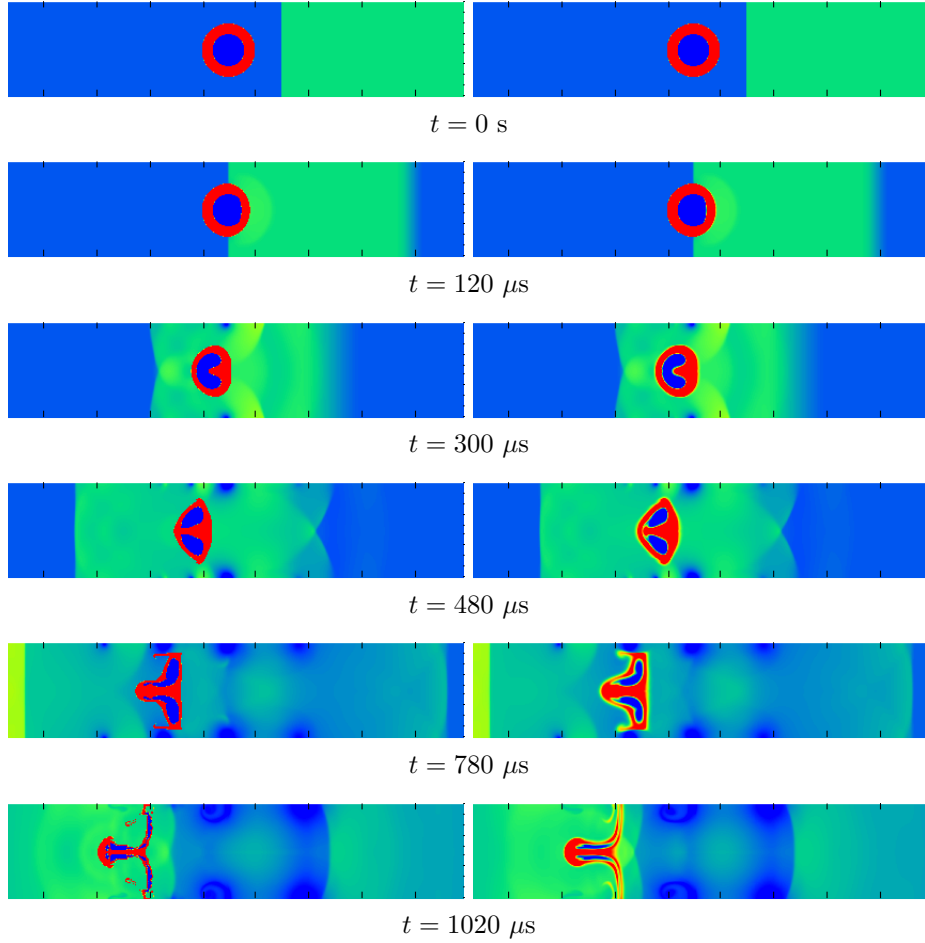 t = 0 s
t = 120 μs
t = 300 μs
t = 480 μs
t = 780 μs
t = 1020 μs